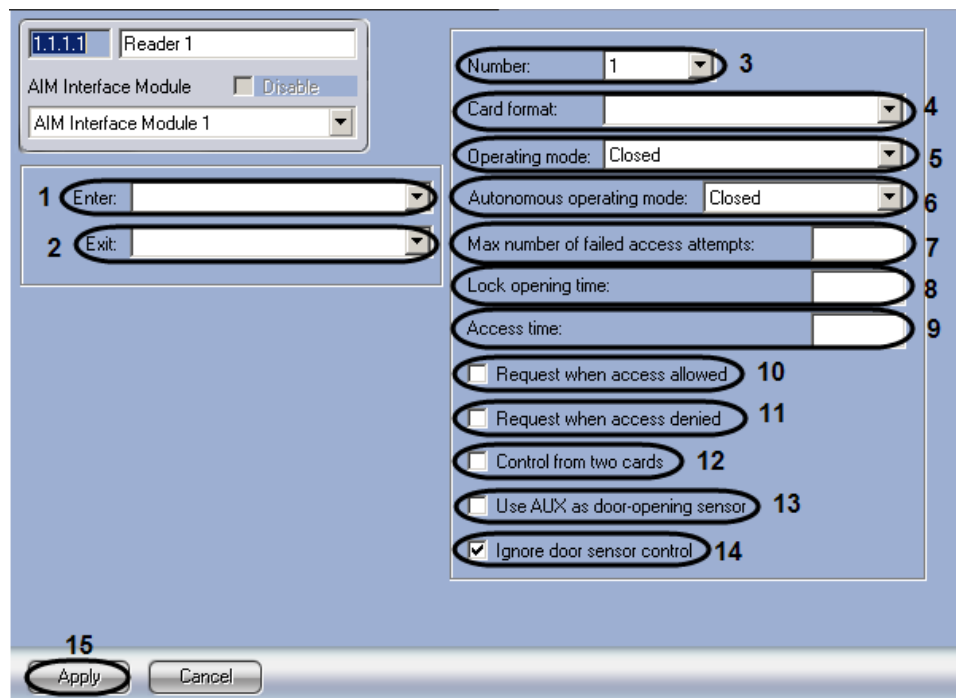 1.1.1.1 Reader 1
AIM Interface Module Disable
AIM Interface Module 1
1 Enter:
2 Exit:
Number: 1 3
Card format: 4
Operating mode: Closed 5
Autonomous operating mode: Closed 6
Max number of failed access attempts: 7
Lock opening time: 8
Access time: 9
Request when access allowed 10
Request when access denied 11
Control from two cards 12
Use AUX as door-opening sensor 13
Ignore door sensor control 14
15
Apply Cancel